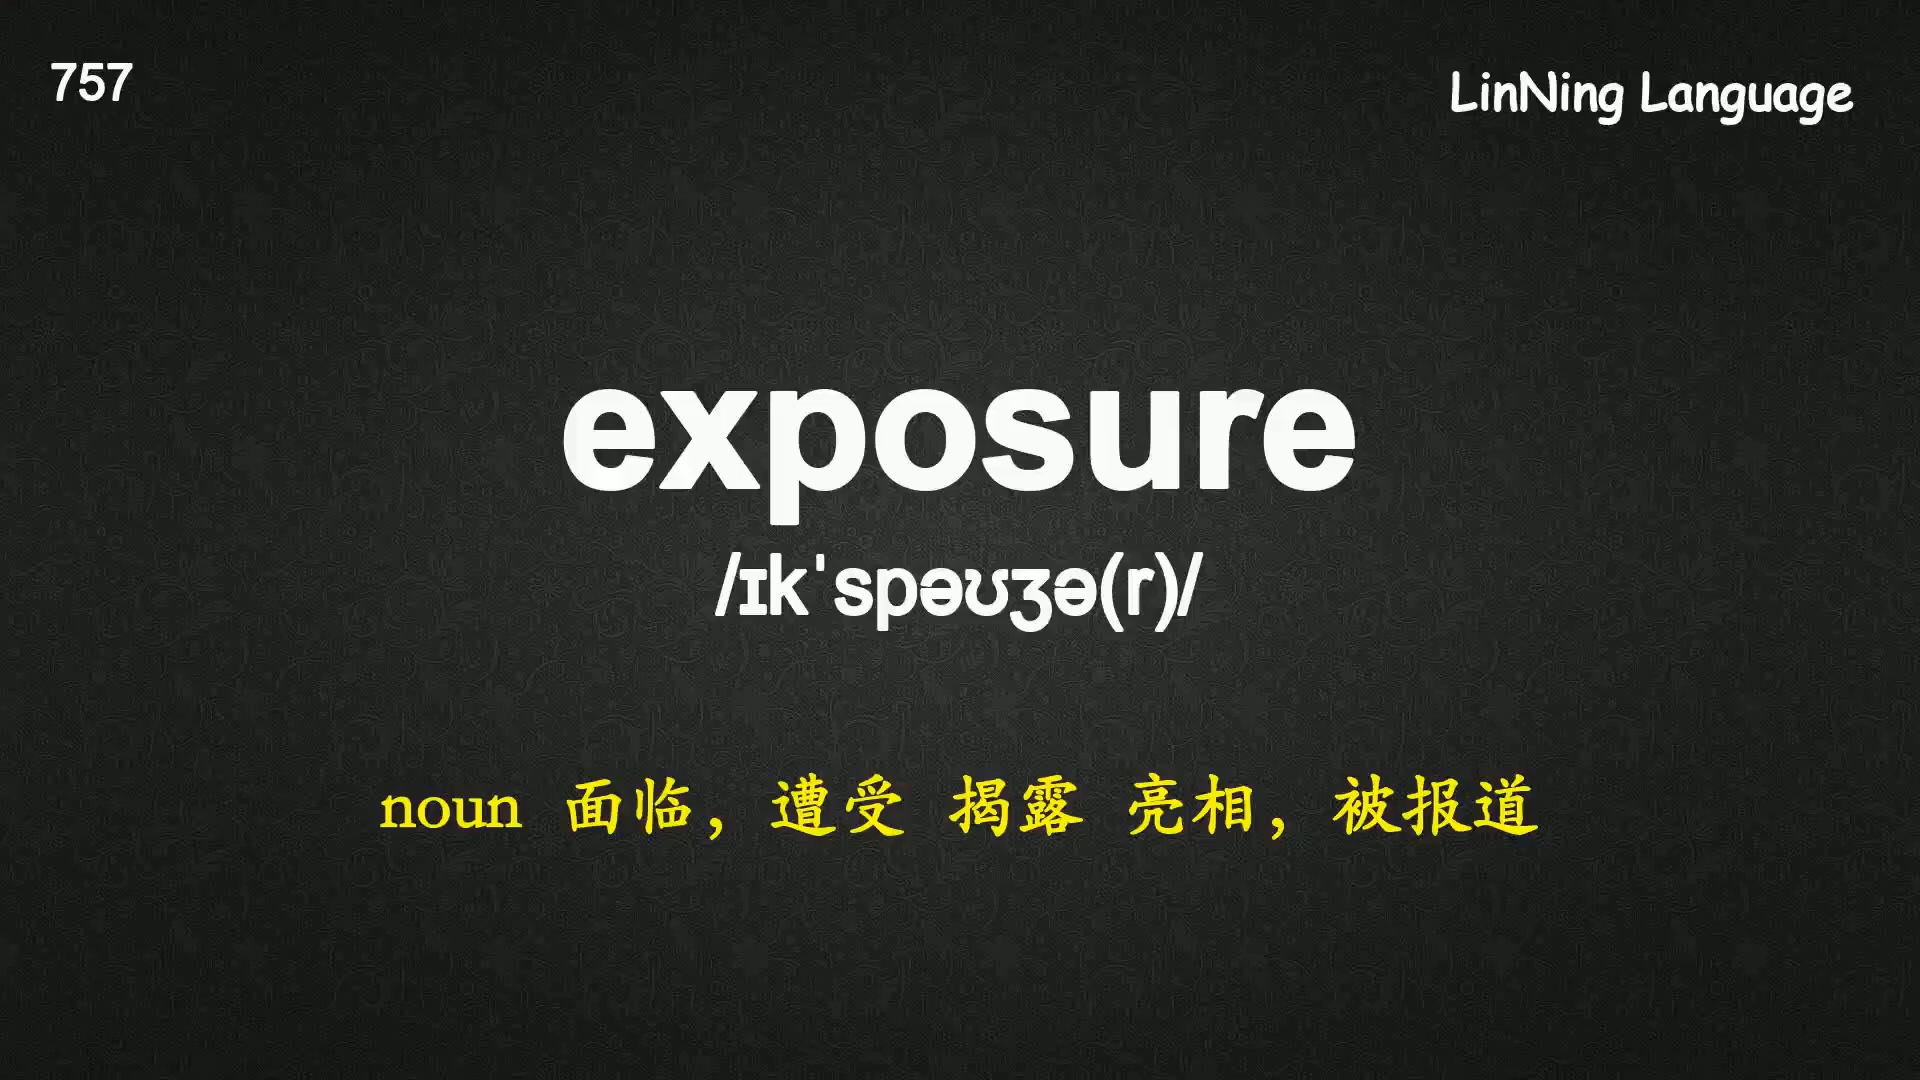 757
LinNing Language
exposure
/ɪkˈspəʊʒə(r)/
noun 面临，遭受 揭露 亮相，被报道